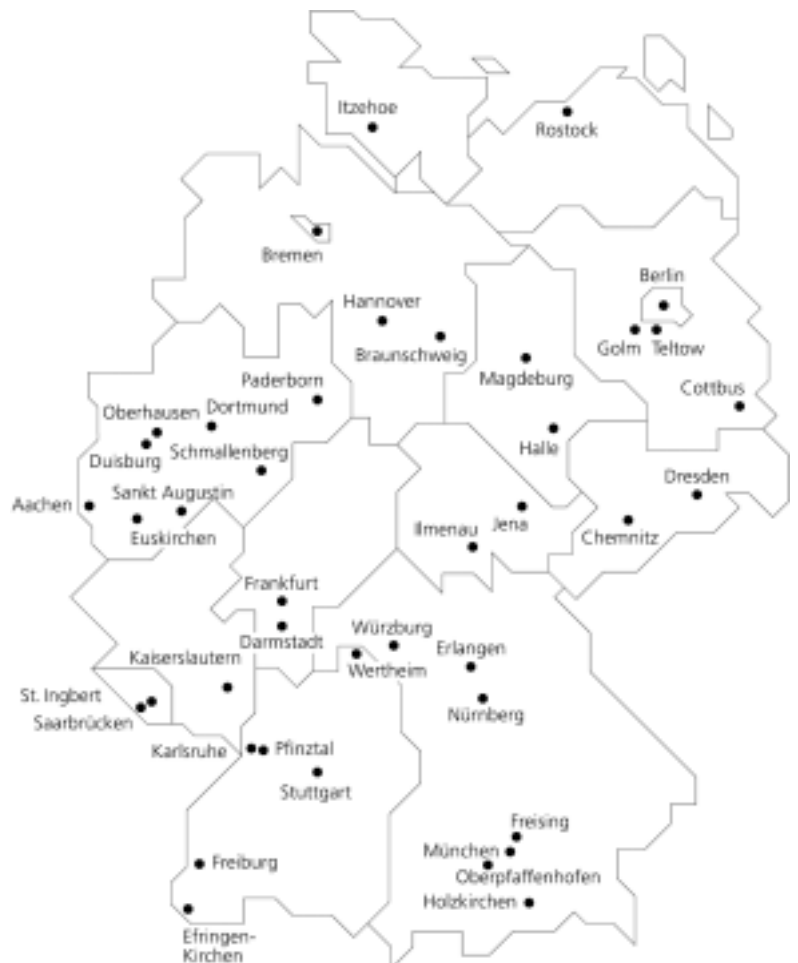 Itzehoe
Rostock
Bremen
Berlin
Hannover
Braunschweig
Golm
Teltow
Magdeburg
Paderborn
Cottbus
Oberhausen
Dortmund
Duisburg
Halle
Schmallenberg
Dresden
Sankt Augustin
Aachen
Euskirchen
Jena
Ilmenau
Chemnitz
Frankfurt
Darmstadt
Würzburg
Wertheim
Erlangen
Kaiserslautern
St. Ingbert
Saarbrücken
Nürnberg
Karlsruhe
Pfinztal
Stuttgart
Freising
München
Freiburg
Oberpfaffenhofen
Holzkirchen
Efringen-
Kirchen